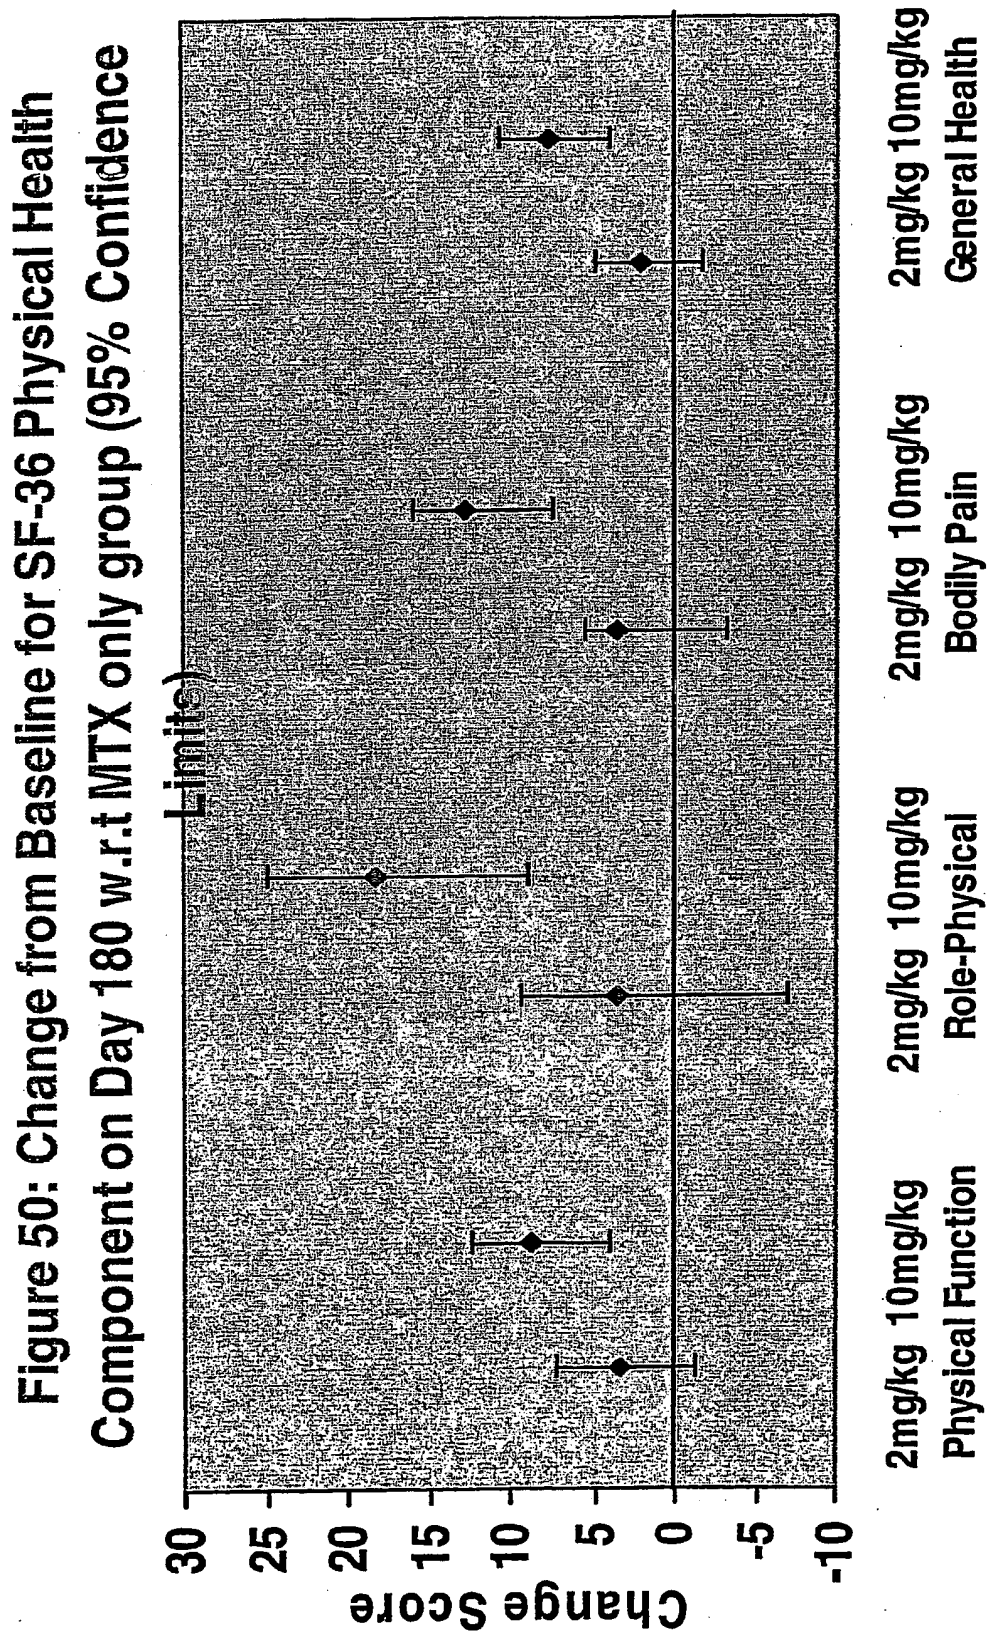 Figure 50: Change from Baseline for SF-36 Physical Health
Component on Day 180 w.r.t MTX only group (95% Confidence
Limits)
Change Score
30
25
20
15
10
5
0
-5
-10
2mg/kg 10mg/kg 2mg/kg 10mg/kg 2mg/kg 10mg/kg 2mg/kg 10mg/kg
Physical Function Role-Physical Bodily Pain General Health